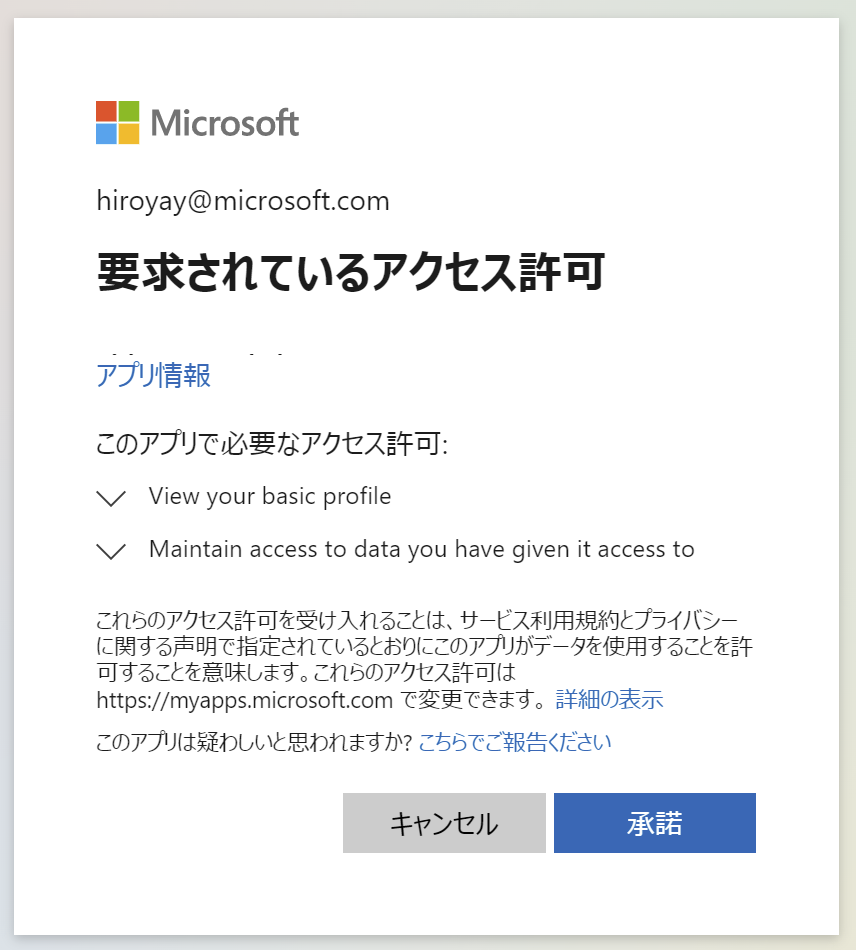 Microsoft
hiroyay@microsoft.com
要求されているアクセス許可
アプリ情報
このアプリで必要なアクセス許可:
View your basic profile
Maintain access to data you have given it access to
これらのアクセス許可を受け入れることは、サービス利用規約とプライバシー
に関する声明で指定されているとおりにこのアプリがデータを使用することを許
可することを意味します。これらのアクセス許可は
https://myapps.microsoft.com で変更できます。 詳細の表示
このアプリは疑わしいと思われますか? こちらでご報告ください
キャンセル
承諾